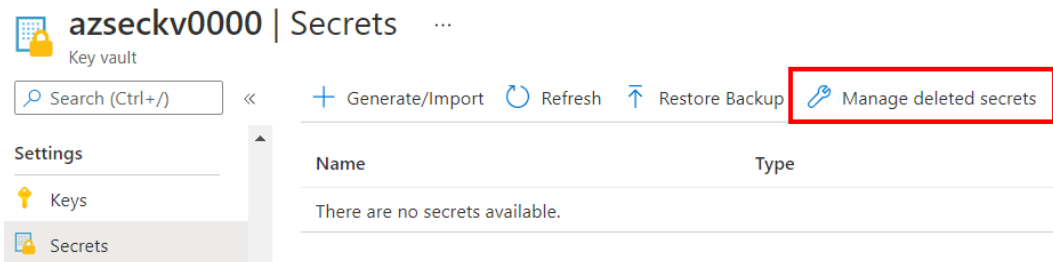 azseckv0000 | Secrets ...
Key vault
Search (Ctrl+/) «
Generate/Import Refresh Restore Backup Manage deleted secrets
Settings
Name Type
Keys
There are no secrets available.
Secrets